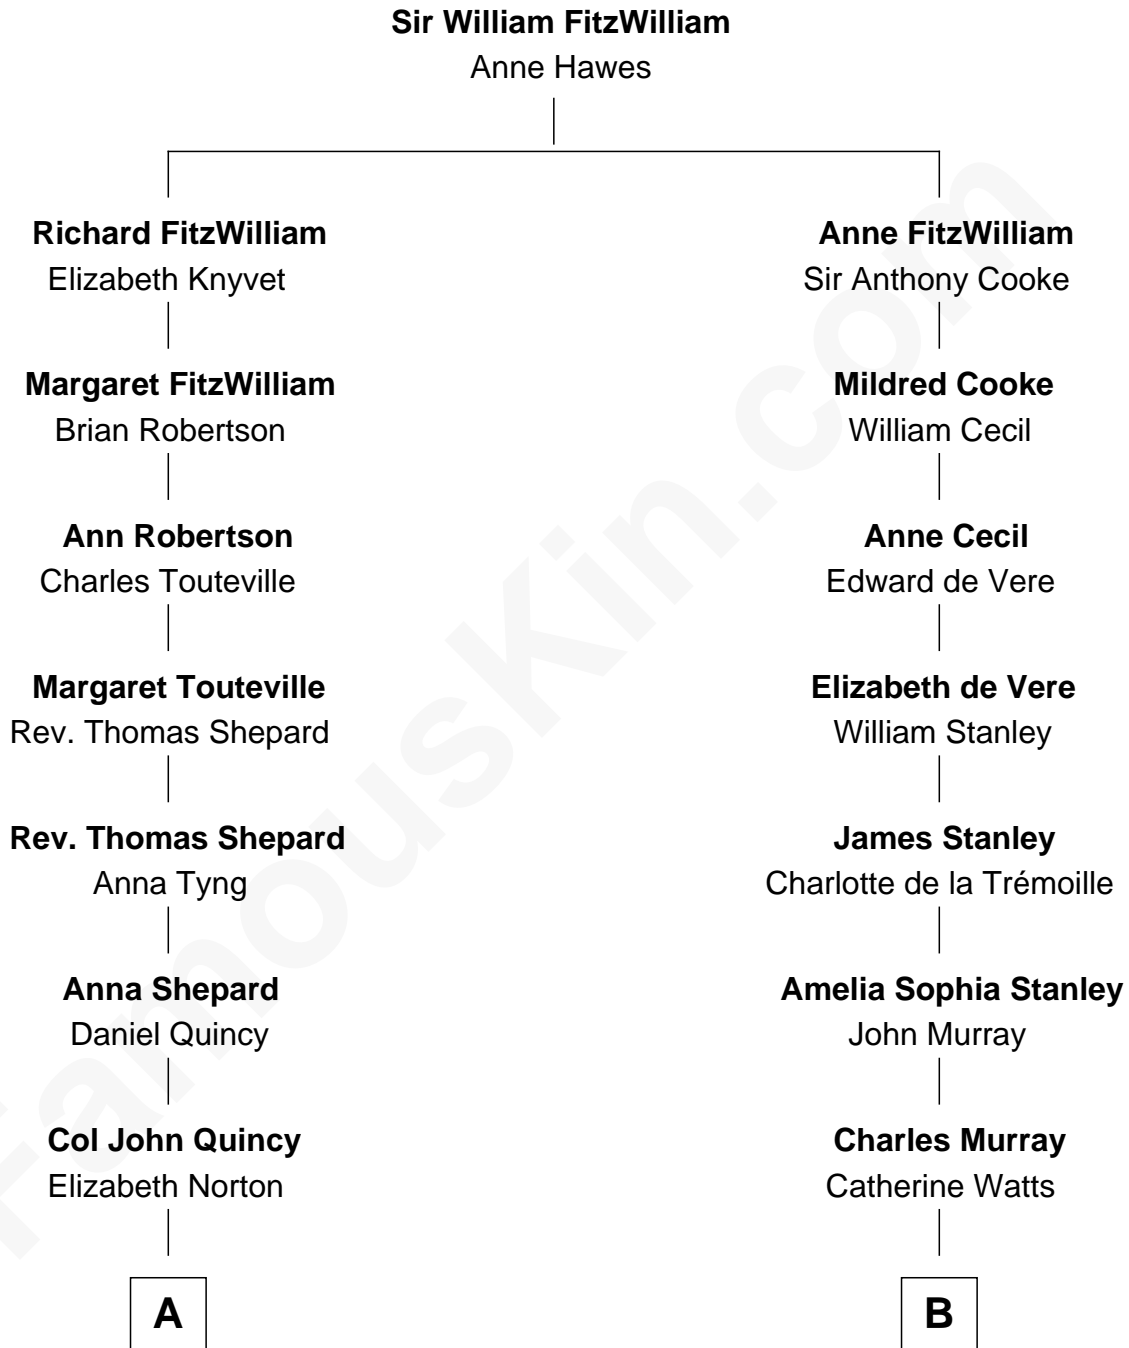 Sir William FitzWilliam
Anne Hawes
Richard FitzWilliam
Elizabeth Knyvet
Margaret FitzWilliam
Brian Robertson
Ann Robertson
Charles Touteville
Margaret Touteville
Rev. Thomas Shepard
Rev. Thomas Shepard
Anna Tyng
Anna Shepard
Daniel Quincy
Col John Quincy
Elizabeth Norton
A
Anne FitzWilliam
Sir Anthony Cooke
Mildred Cooke
William Cecil
Anne Cecil
Edward de Vere
Elizabeth de Vere
William Stanley
James Stanley
Charlotte de la Trémoille
Amelia Sophia Stanley
John Murray
Charles Murray
Catherine Watts
B
FamousKin.com